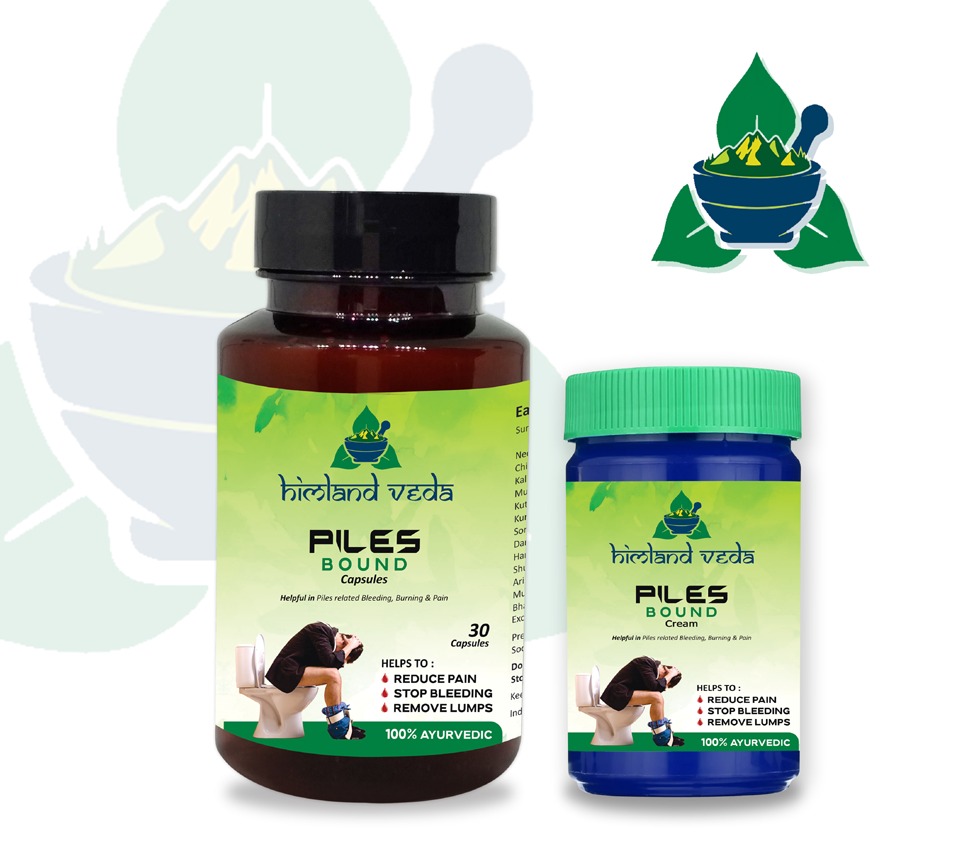 himland veda
PILES
BOUND
Capsules
Helpful in Piles related Bleeding, Burning & Pain
30
Capsules
HELPS TO :
REDUCE PAIN
STOP BLEEDING
REMOVE LUMPS
100% AYURVEDIC
himland veda
PILES
BOUND
Cream
Helpful in Piles related Bleeding, Burning & Pain
HELPS TO :
REDUCE PAIN
STOP BLEEDING
REMOVE LUMPS
100% AYURVEDIC